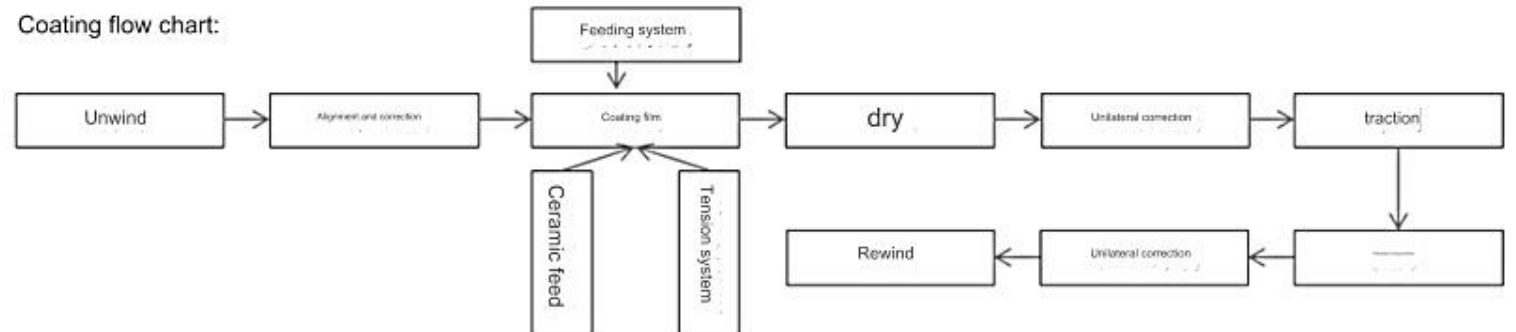 Coating flow chart:
Feeding system
Unwind
Alignment and correction
Coating film
dry
Unilateral correction
traction
Ceramic feed
Tension system
Rewind
Unilateral correction